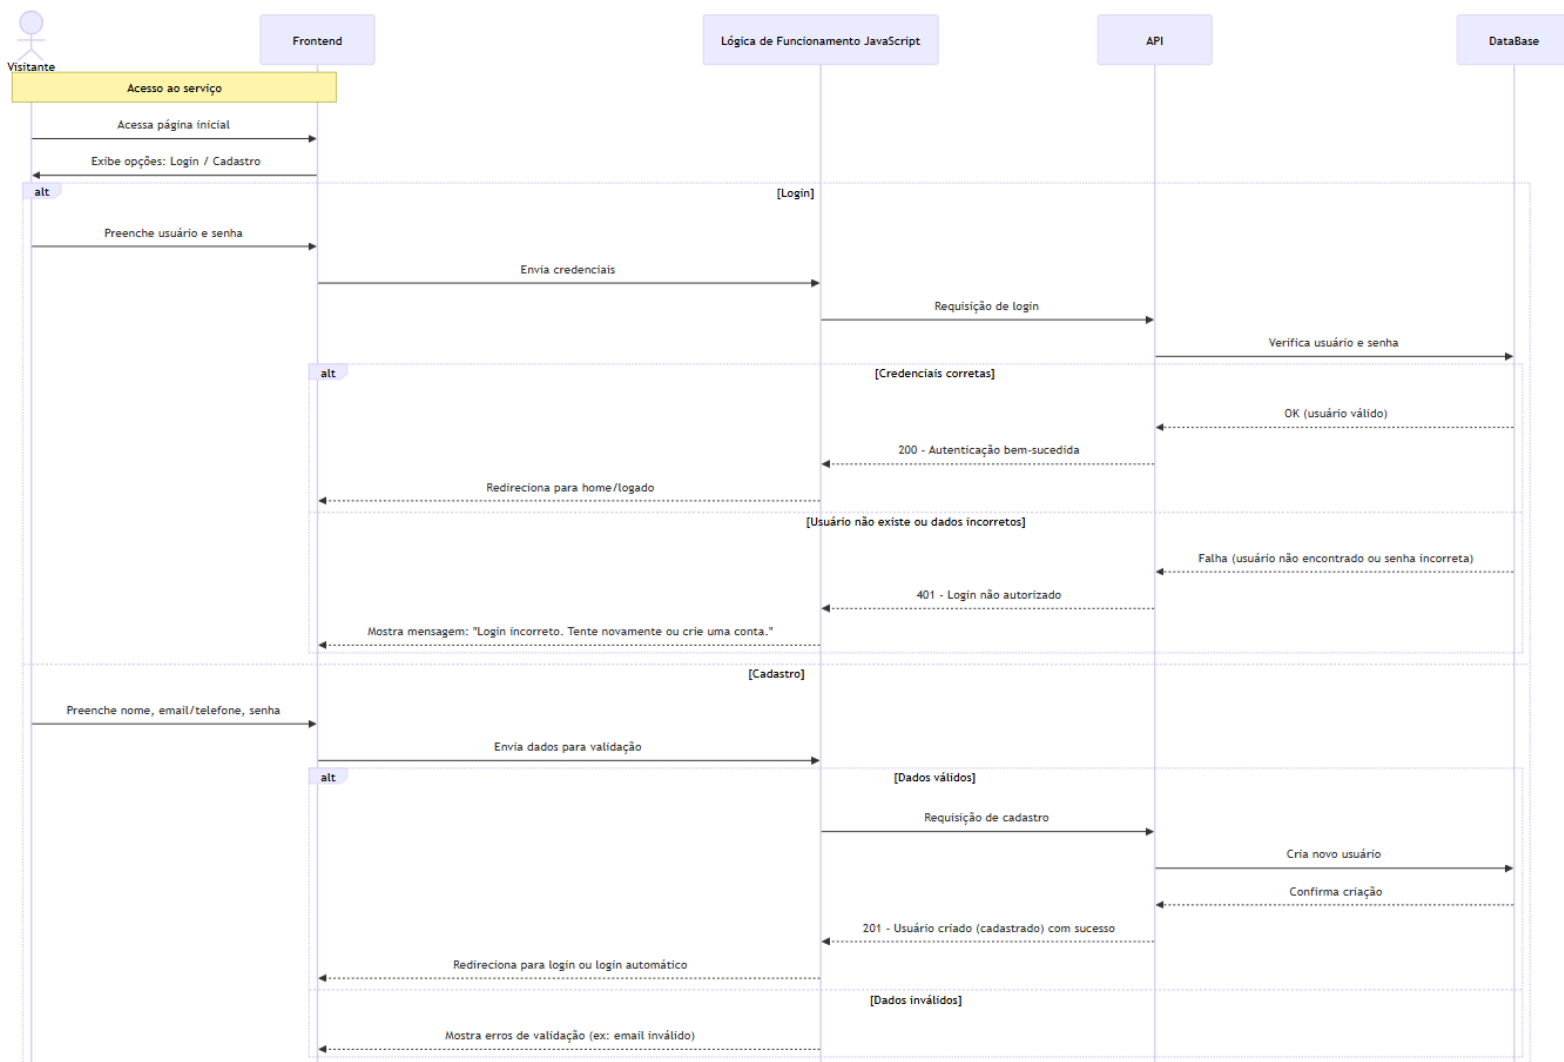 Visitante
Frontend
Lógica de Funcionamento JavaScript
API
DataBase
Acesso ao serviço
Acessa página inicial
Exibe opções: Login / Cadastro
alt
[Login]
Preenche usuário e senha
Envia credenciais
Requisição de login
Verifica usuário e senha
alt
[Credenciais corretas]
OK (usuário válido)
200 - Autenticação bem-sucedida
Redireciona para home/logado
[Usuário não existe ou dados incorretos]
Falha (usuário não encontrado ou senha incorreta)
401 - Login não autorizado
Mostra mensagem: "Login incorreto. Tente novamente ou crie uma conta."
[Cadastro]
Preenche nome, email/telefone, senha
Envia dados para validação
alt
[Dados válidos]
Requisição de cadastro
Cria novo usuário
Confirma criação
201 - Usuário criado (cadastrado) com sucesso
Redireciona para login ou login automático
[Dados inválidos]
Mostra erros de validação (ex: email inválido)